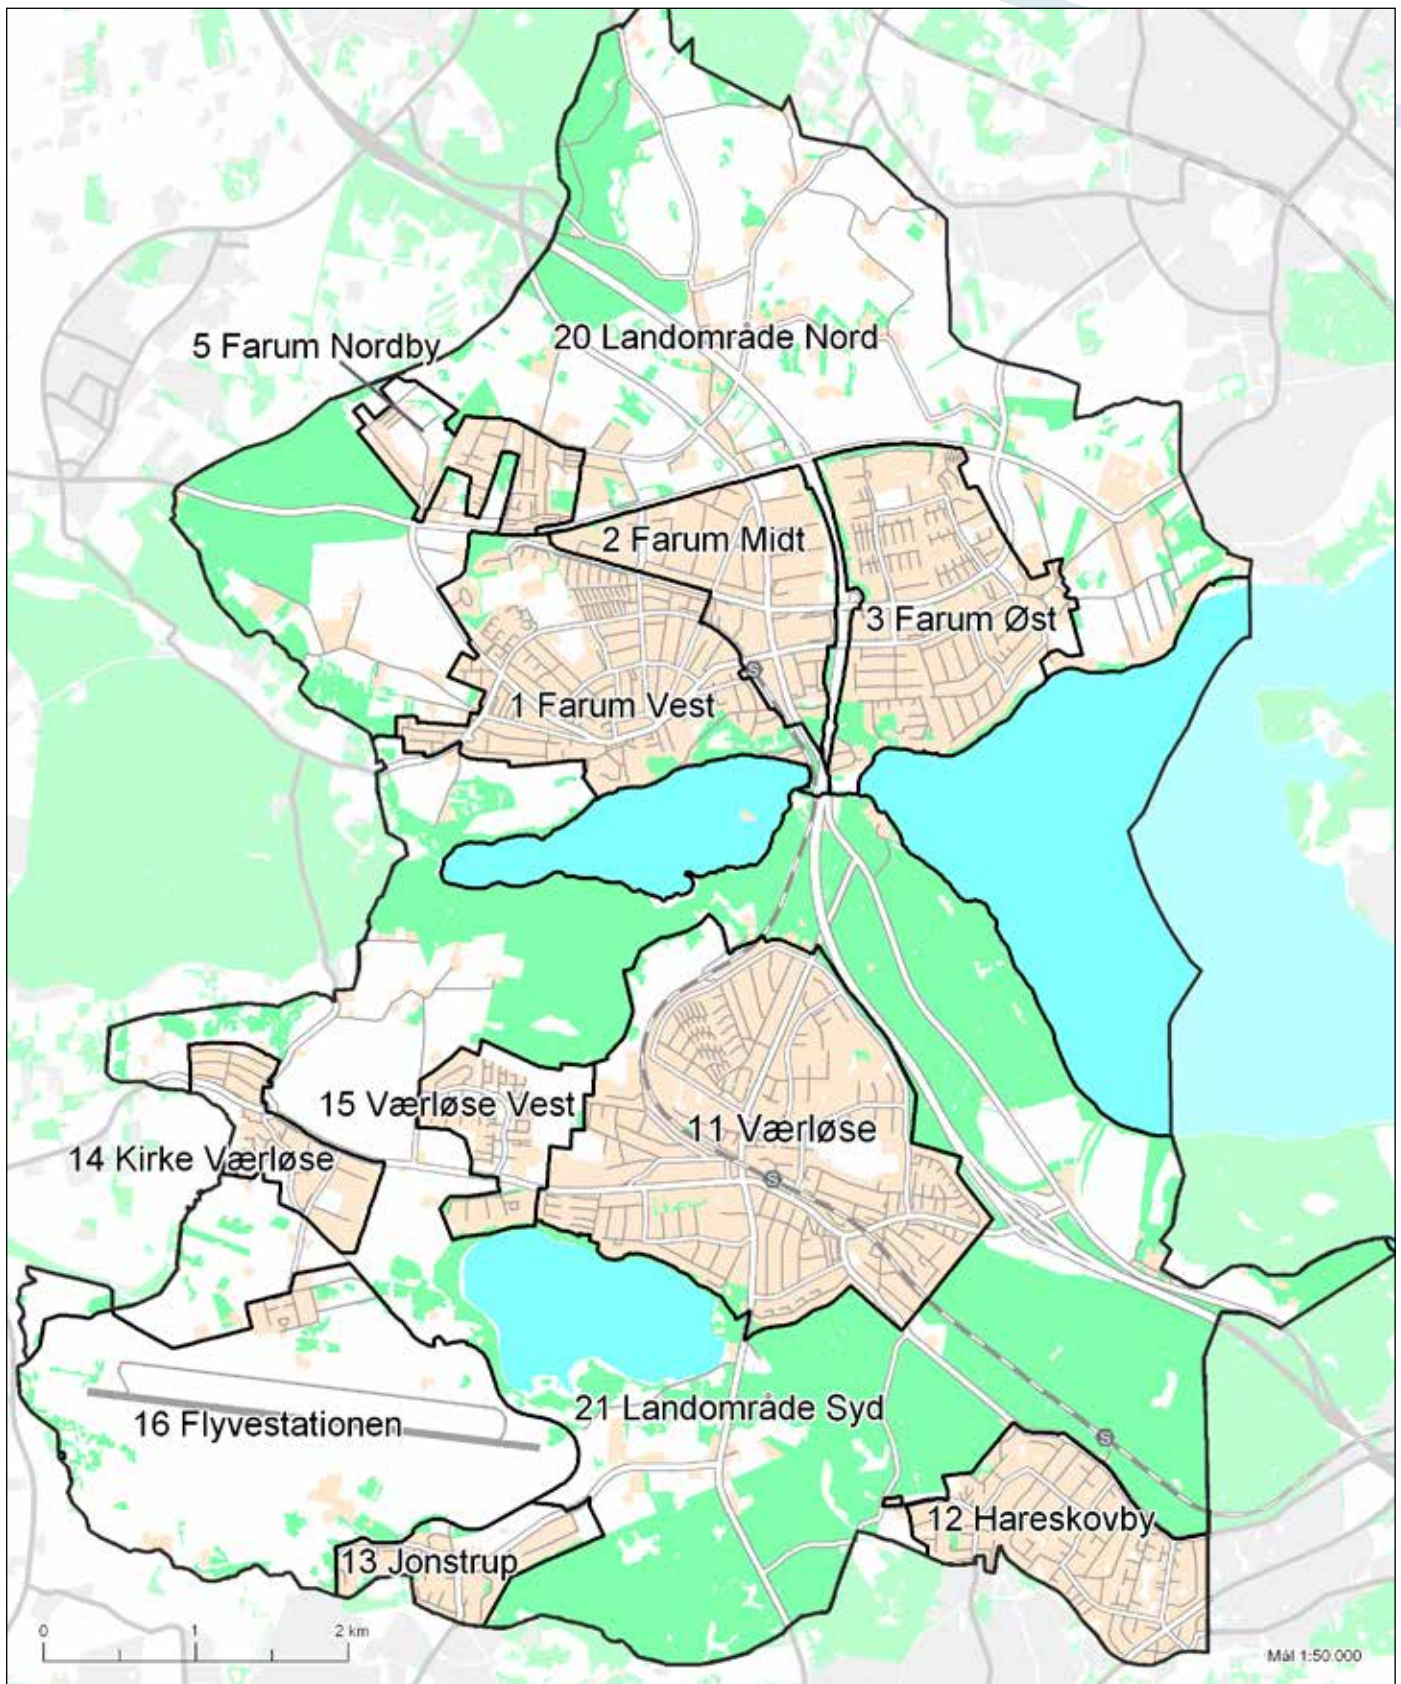 20 Landområde Nord
5 Farum Nordby
2 Farum Midt
3 Farum Øst
S
1 Farum Vest
15 Værløse Vest
11 Værløse
14 Kirke Værløse
S
21 Landområde Syd
16 Flyvestationen
S
12 Hareskovby
13 Jonstrup
0 1 2 km
Mål 1:50.000